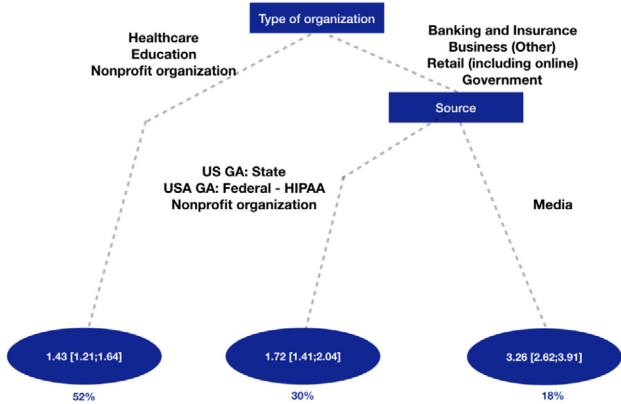 Type of organization
Healthcare
Education
Nonprofit organization
Banking and Insurance
Business (Other)
Retail (including online)
Government
Source
US GA: State
USA GA: Federal - HIPAA
Nonprofit organization
Media
1.43 [1.21;1.64]
1.72 [1.41;2.04]
3.26 [2.62;3.91]
52%
30%
18%